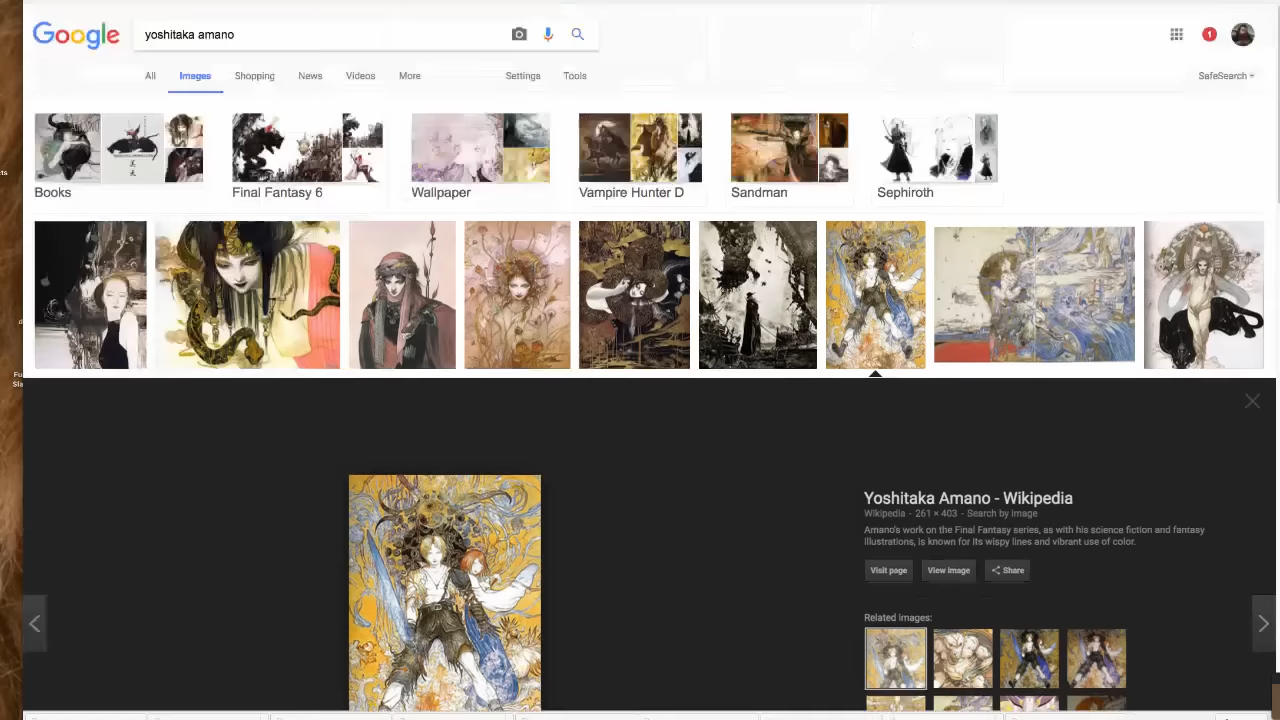 Google
yoshitaka amano
1
All Images Shopping News Videos More Settings Tools
SafeSearch
Books Final Fantasy 6 Wallpaper Vampire Hunter D Sandman Sephiroth
Yoshitaka Amano - Wikipedia
Wikipedia - 261 × 403 - Search by image
Amano's work on the Final Fantasy series, as with his science fiction and fantasy
illustrations, is known for its wispy lines and vibrant use of color.
Visit page View image Share
Related images: